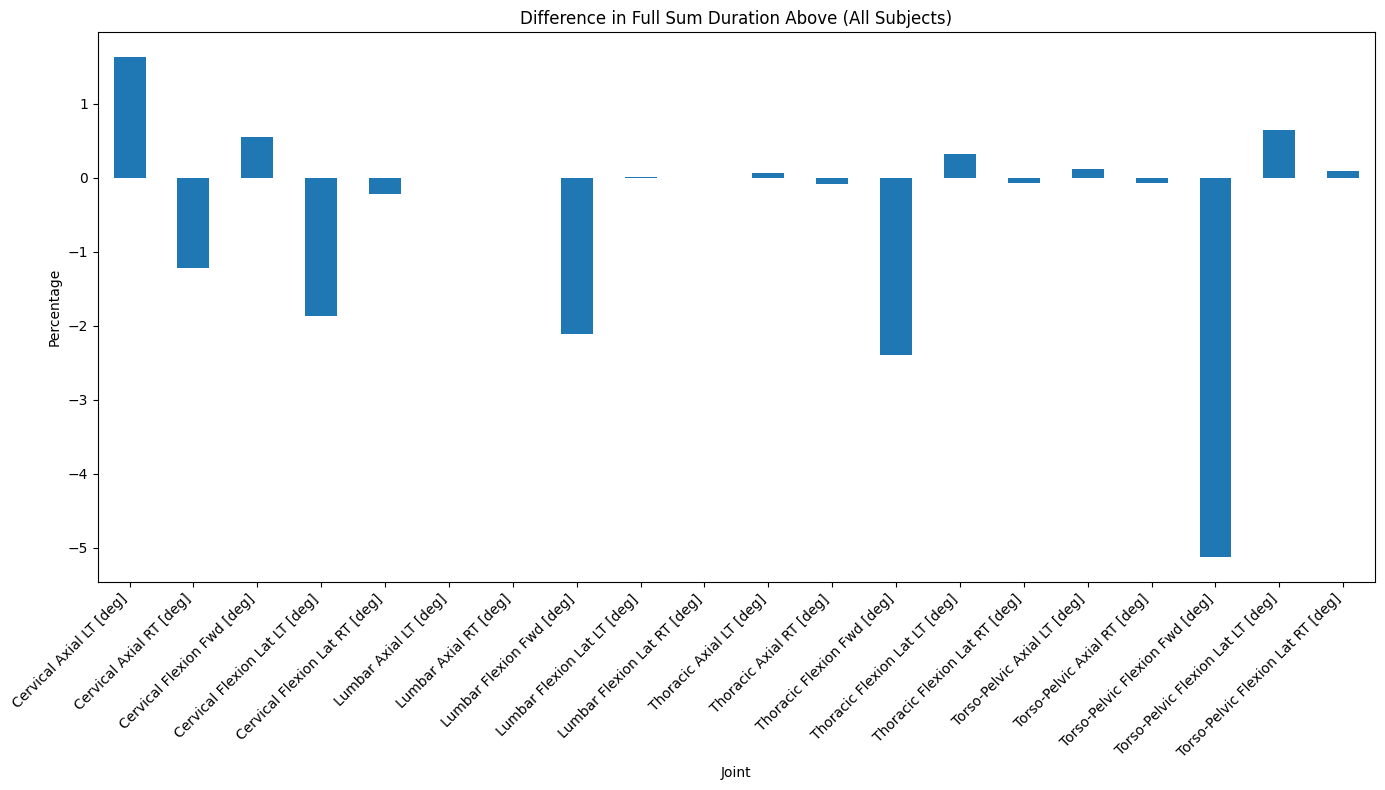 Difference in Full Sum Duration Above (All Subjects)
Percentage
1
0
−1
−2
−3
−4
−5
Cervical Axial LT [deg]
Cervical Axial RT [deg]
Cervical Flexion Fwd [deg]
Cervical Flexion Lat LT [deg]
Cervical Flexion Lat RT [deg]
Lumbar Axial LT [deg]
Lumbar Axial RT [deg]
Lumbar Flexion Fwd [deg]
Lumbar Flexion Lat LT [deg]
Lumbar Flexion Lat RT [deg]
Thoracic Axial LT [deg]
Thoracic Axial RT [deg]
Thoracic Flexion Fwd [deg]
Thoracic Flexion Lat LT [deg]
Thoracic Flexion Lat RT [deg]
Torso-Pelvic Axial LT [deg]
Torso-Pelvic Axial RT [deg]
Torso-Pelvic Flexion Fwd [deg]
Torso-Pelvic Flexion Lat LT [deg]
Torso-Pelvic Flexion Lat RT [deg]
Joint